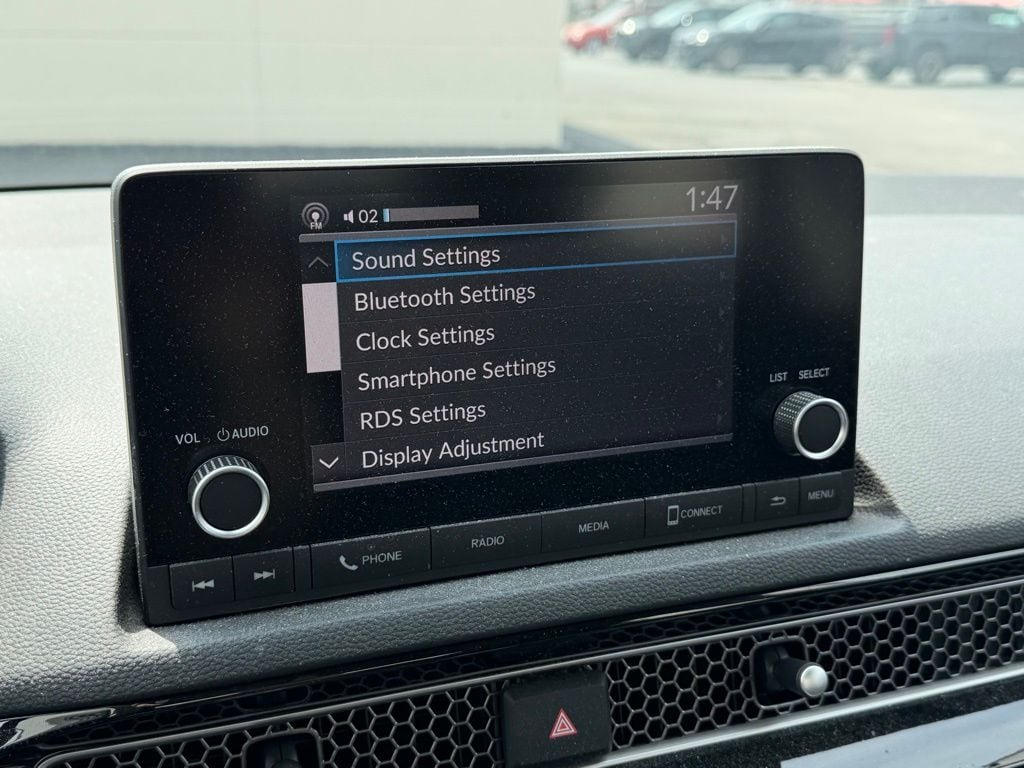 FM
02
1:47
Sound Settings
Bluetooth Settings
Clock Settings
Smartphone Settings
RDS Settings
Display Adjustment
VOL AUDIO
LIST SELECT
PHONE
RADIO
MEDIA
CONNECT
MENU